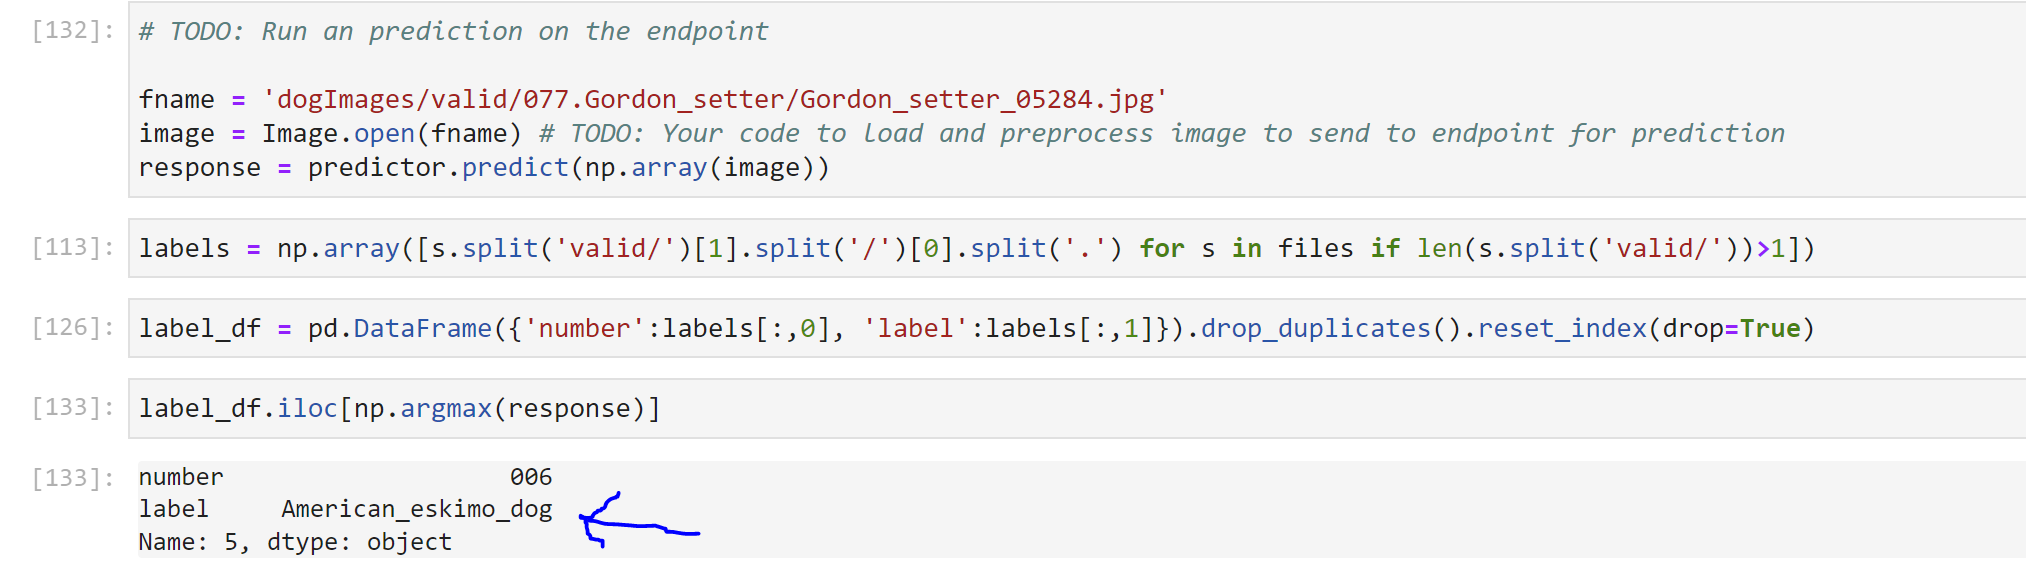 [132]: # TODO: Run an prediction on the endpoint
fname = 'dogImages/valid/077.Gordon_setter/Gordon_setter_05284.jpg'
image = Image.open(fname) # TODO: Your code to load and preprocess image to send to endpoint for prediction
response = predictor.predict(np.array(image))
[113]: labels = np.array([s.split('valid/')[1].split('/')[0].split('.') for s in files if len(s.split('valid/'))>1])
[126]: label_df = pd.DataFrame({'number':labels[:,0], 'label':labels[:,1]}).drop_duplicates().reset_index(drop=True)
[133]: label_df.iloc[np.argmax(response)]
[133]: number 006
label American_eskimo_dog
Name: 5, dtype: object